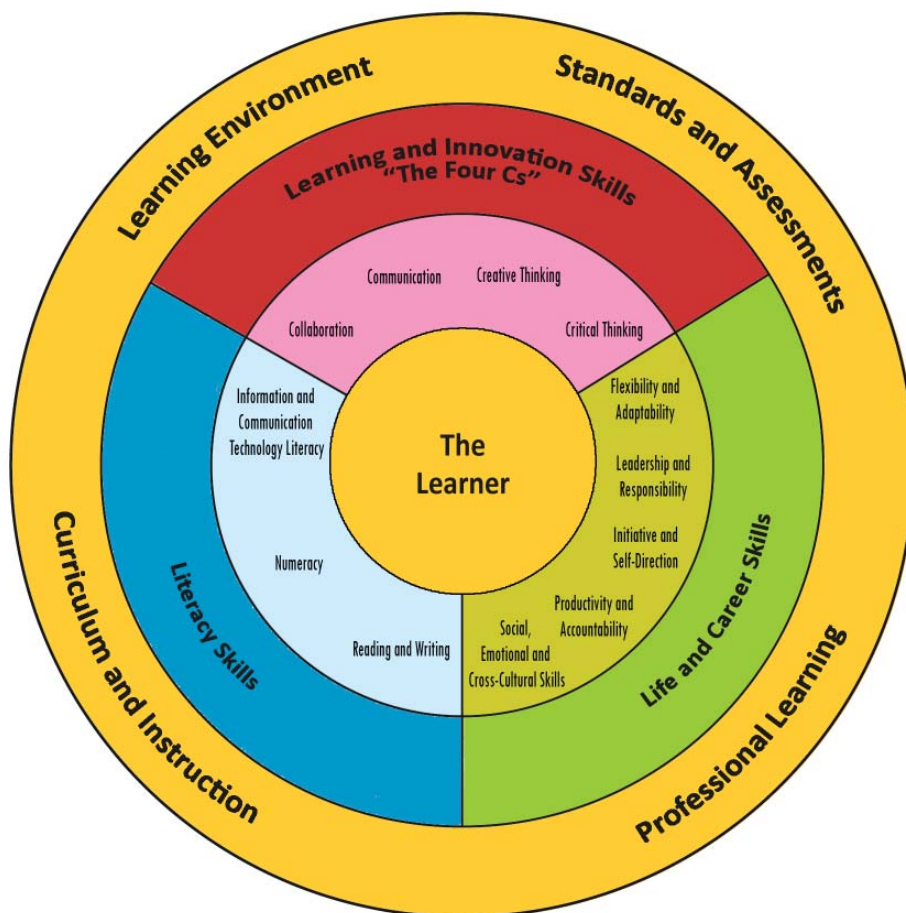 Learning Environment
Standards and Assessments
Learning and Innovation Skills
“The Four Cs”
Communication
Creative Thinking
Collaboration
Critical Thinking
Information and
Communication
Technology Literacy
Numeracy
Reading and Writing
The
Learner
Flexibility and
Adaptability
Leadership and
Responsibility
Initiative and
Self-Direction
Productivity and
Accountability
Social,
Emotional and
Cross-Cultural Skills
Literacy Skills
Life and Career Skills
Curriculum and Instruction
Professional Learning